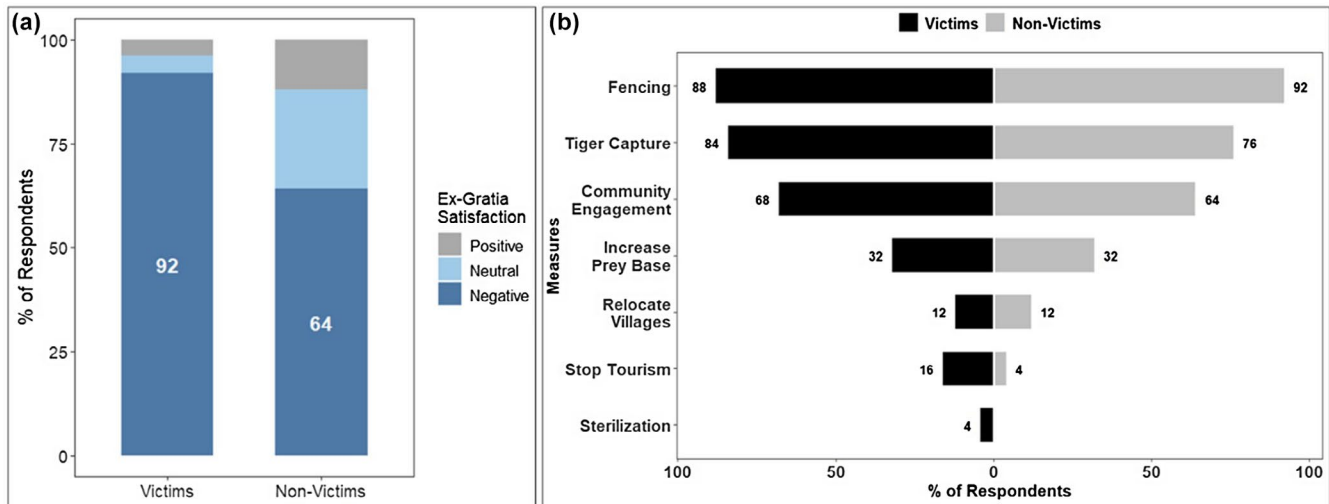 (a)
100
75
50
25
0
% of Respondents
92
64
Victims
Non-Victims
Ex-Gratia
Satisfaction
Positive
Neutral
Negative
(b)
Victims
Non-Victims
Measures
Fencing
88
92
Tiger Capture
84
76
Community
Engagement
68
64
Increase
Prey Base
32
32
Relocate
Villages
12
12
Stop Tourism
16
4
Sterilization
4
100
50
0
50
100
% of Respondents